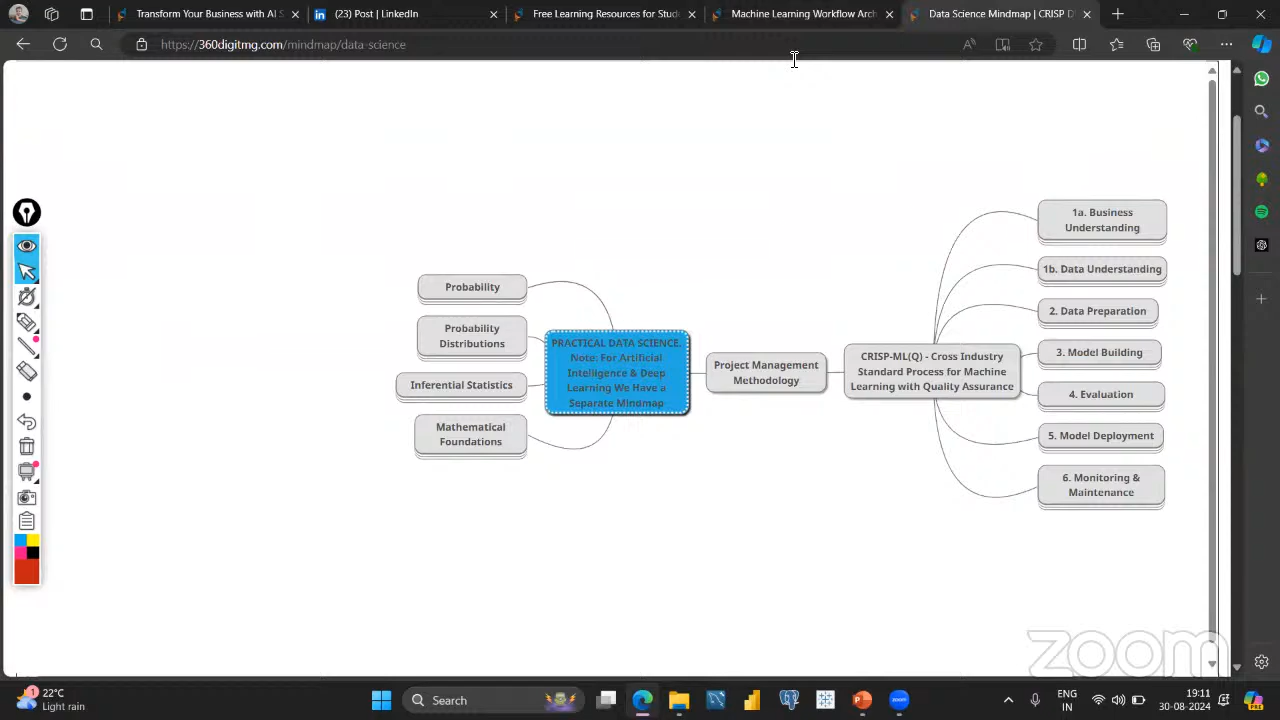 Transform Your Business with AI S
(23) Post | LinkedIn
Free Learning Resources for Stud
Machine Learning Workflow Arch
Data Science Mindmap | CRISP D
https://360digitmg.com/mindmap/data-science
1a. Business
Understanding
1b. Data Understanding
2. Data Preparation
3. Model Building
4. Evaluation
5. Model Deployment
6. Monitoring &
Maintenance
CRISP-ML(Q) - Cross Industry
Standard Process for Machine
Learning with Quality Assurance
Project Management
Methodology
PRACTICAL DATA SCIENCE.
Note: For Artificial
Intelligence & Deep
Learning We Have a
Separate Mindmap
Probability
Probability
Distributions
Inferential Statistics
Mathematical
Foundations
zoom
1
22°C
Light rain
Search
zoom
ENG
IN
19:11
30-08-2024